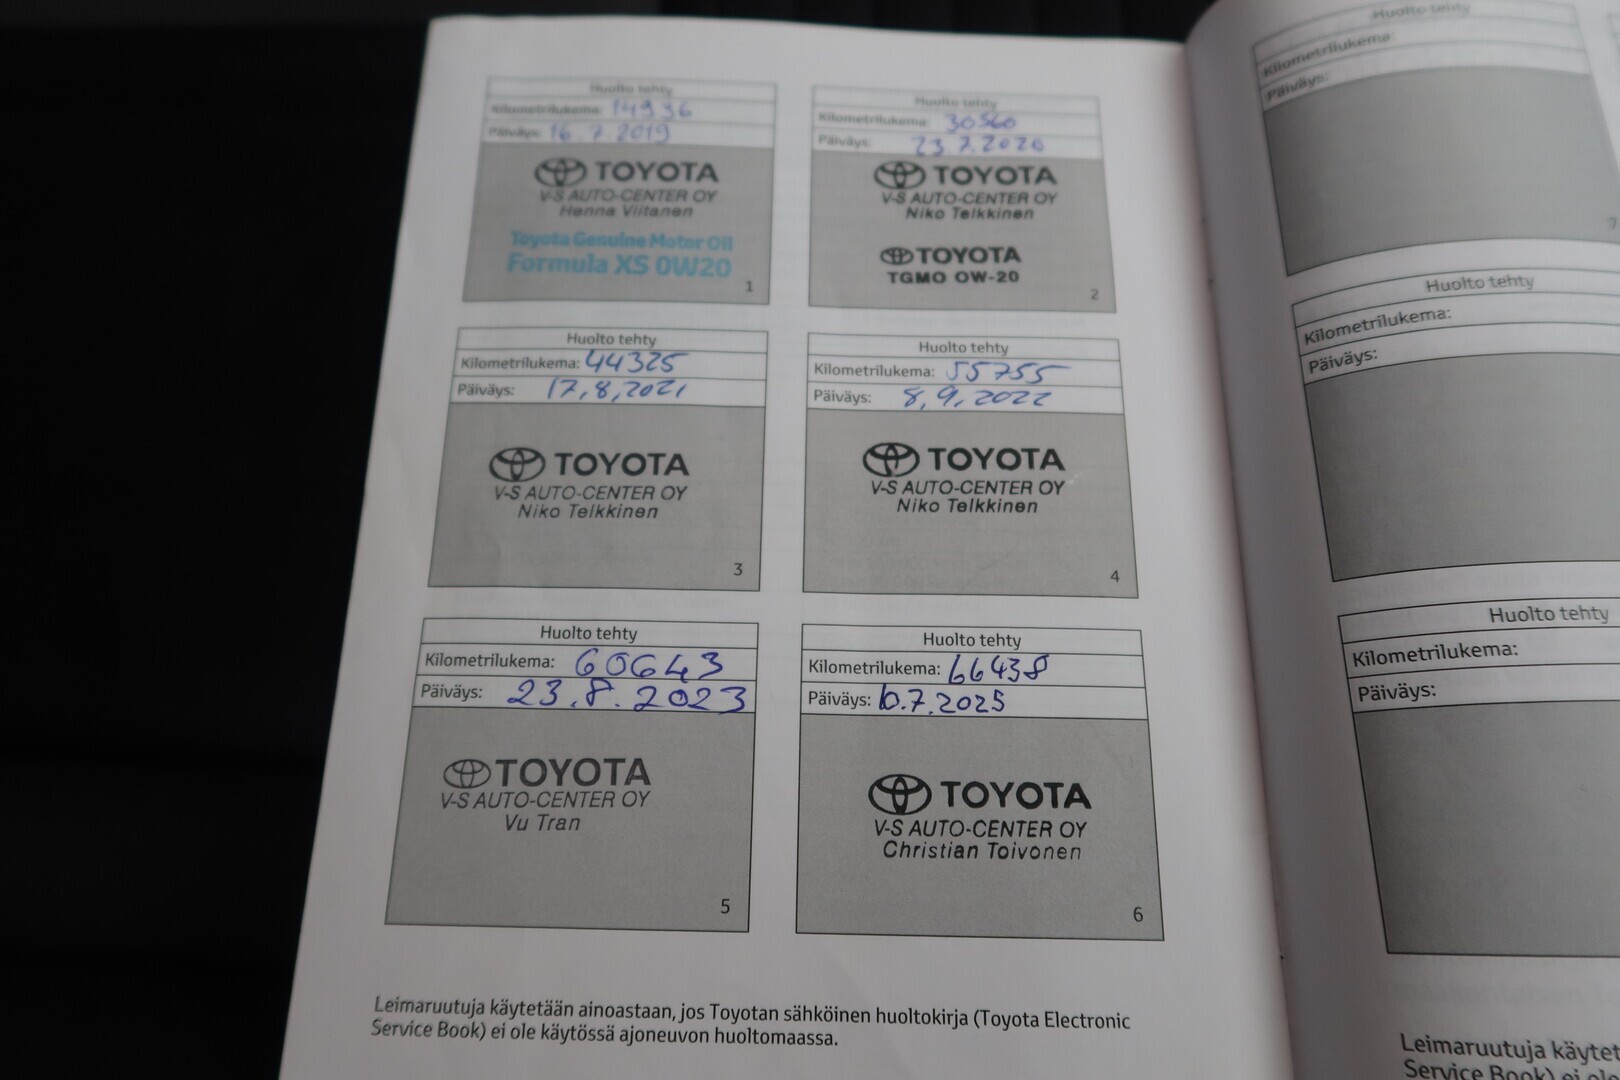 Huolto tehty
Kilometrilukema: 14936
Päiväys: 16.7.2019
TOYOTA
V-S AUTO-CENTER OY
Henna Viitanen
Toyota Genuine Motor Oil
Formula XS 0W20
1
Huolto tehty
Kilometrilukema: 30560
Päiväys: 23.7.2020
TOYOTA
V-S AUTO-CENTER OY
Niko Telkkinen
TOYOTA
TGMO 0W-20
2
Huolto tehty
Kilometrilukema: 44325
Päiväys: 17,8,2021
TOYOTA
V-S AUTO-CENTER OY
Niko Telkkinen
3
Huolto tehty
Kilometrilukema: 55755
Päiväys: 8,9,2022
TOYOTA
V-S AUTO-CENTER OY
Niko Telkkinen
4
Huolto tehty
Kilometrilukema: 60643
Päiväys: 23.8.2023
TOYOTA
V-S AUTO-CENTER OY
Vu Tran
5
Huolto tehty
Kilometrilukema: 66438
Päiväys: 10.7.2025
TOYOTA
V-S AUTO-CENTER OY
Christian Toivonen
6
Leimaruutuja käytetään ainoastaan, jos Toyotan sähköinen huoltokirja (Toyota Electronic
Service Book) ei ole käytössä ajoneuvon huoltomaassa.
Huolto tehty
Kilometrilukema:
Päiväys:
7
Huolto tehty
Kilometrilukema:
Päiväys:
Huolto tehty
Kilometrilukema:
Päiväys:
Leimaruutuja
Service Book) ei